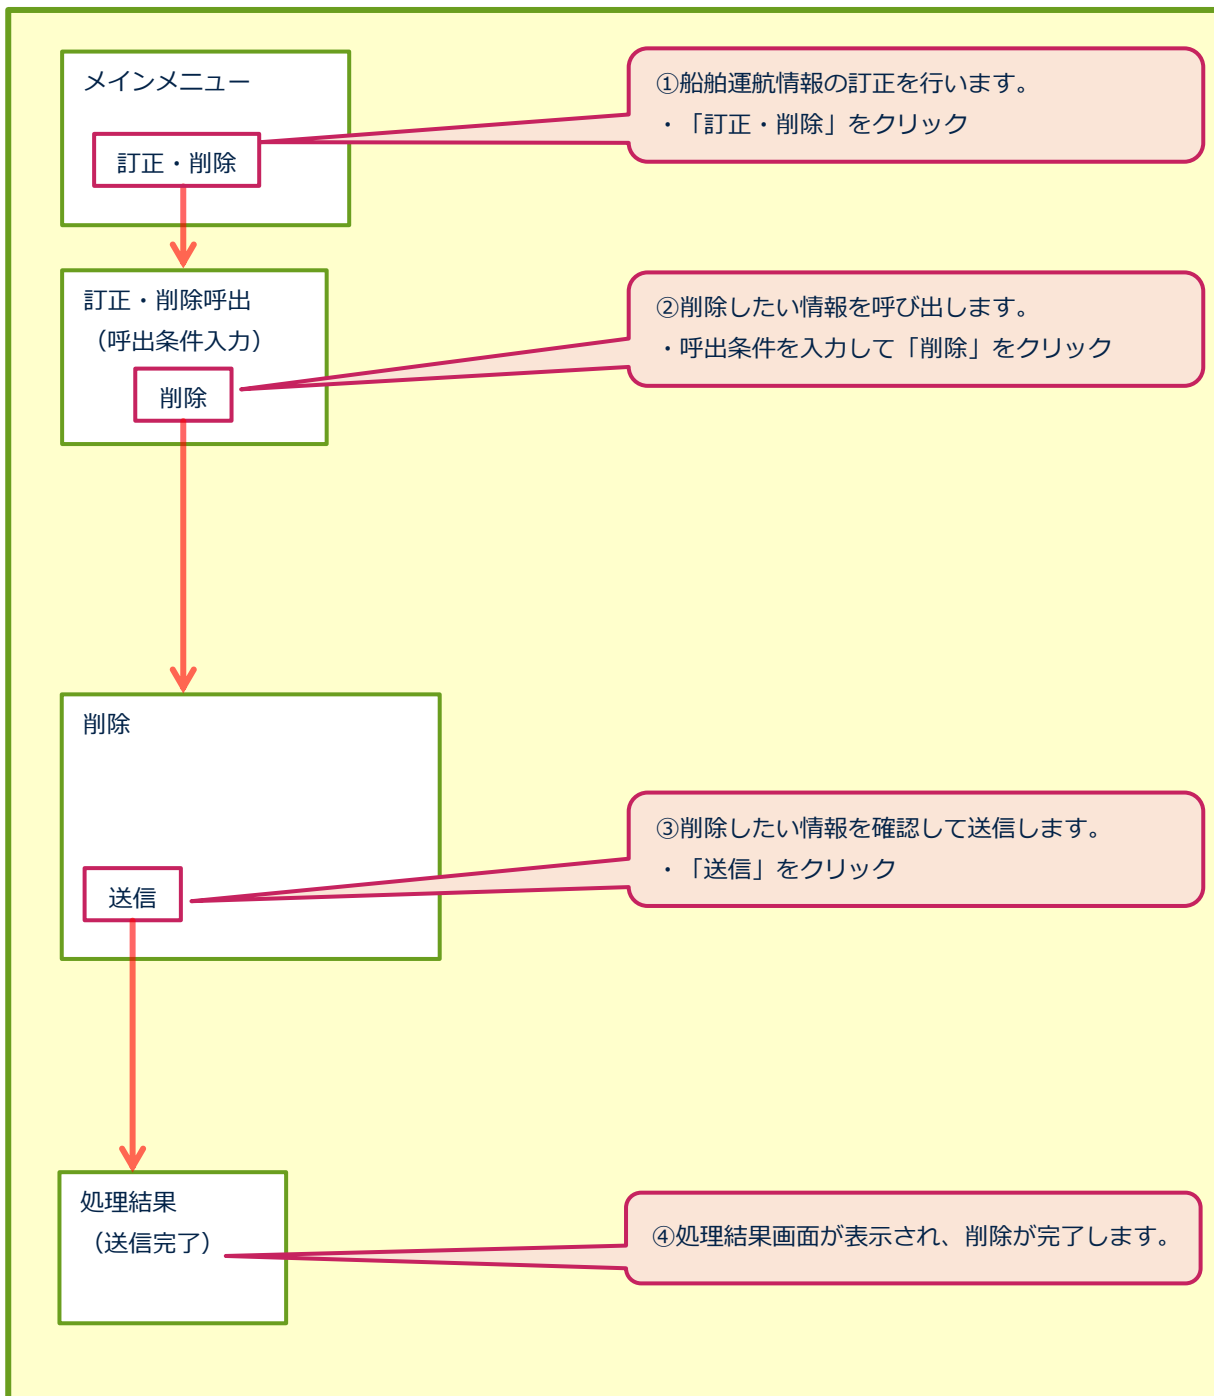 メインメニュー
訂正・削除
①船舶運航情報の訂正を行います。
・「訂正・削除」をクリック
訂正・削除呼出
（呼出条件入力）
削除
②削除したい情報を呼び出します。
・呼出条件を入力して「削除」をクリック
削除
送信
③削除したい情報を確認して送信します。
・「送信」をクリック
処理結果
（送信完了）
④処理結果画面が表示され、削除が完了します。